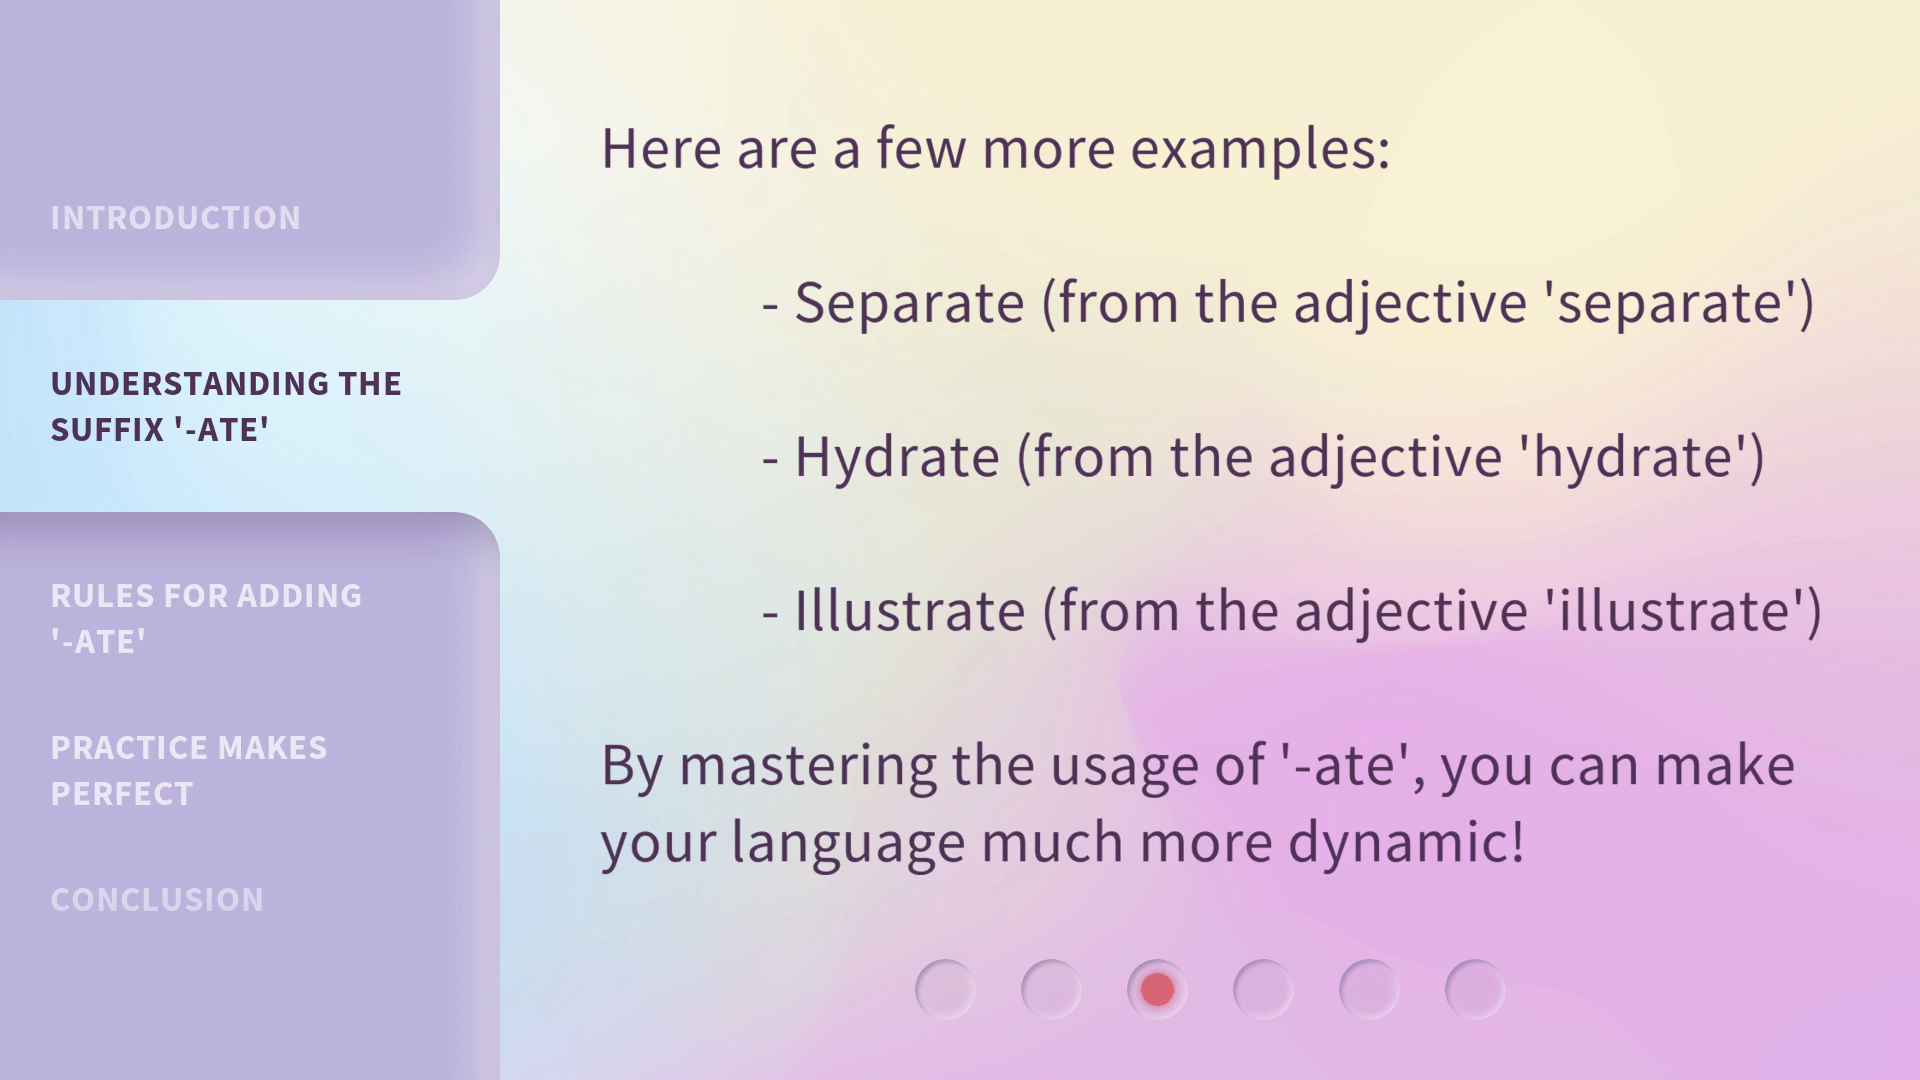 INTRODUCTION
UNDERSTANDING THE
SUFFIX '-ATE'
RULES FOR ADDING
'-ATE'
PRACTICE MAKES
PERFECT
CONCLUSION
Here are a few more examples:
- Separate (from the adjective 'separate')
- Hydrate (from the adjective 'hydrate')
- Illustrate (from the adjective 'illustrate')
By mastering the usage of '-ate', you can make
your language much more dynamic!